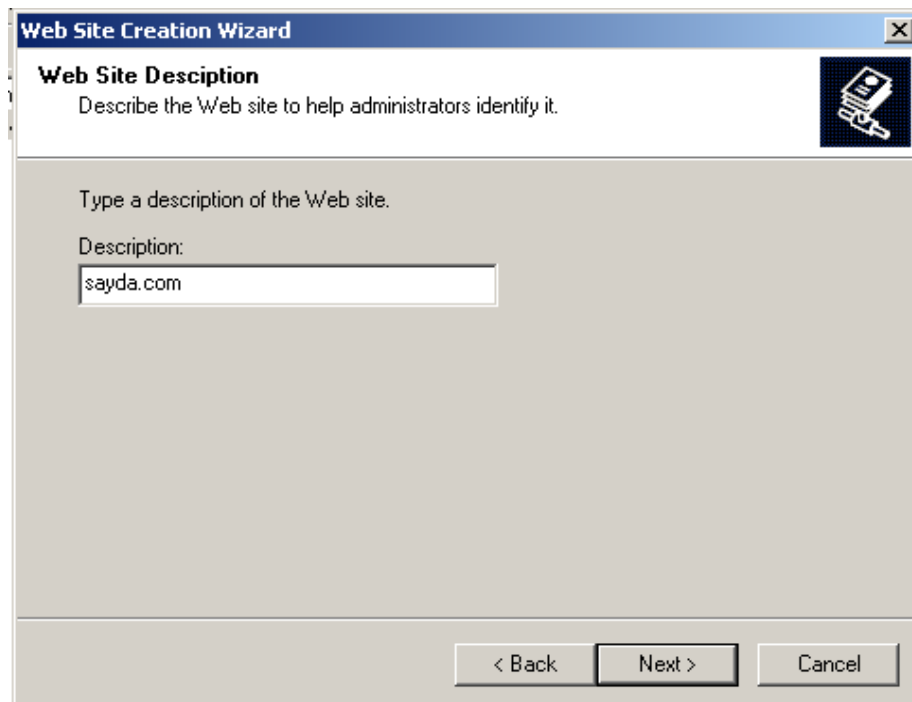 Web Site Creation Wizard
Web Site Desciption
Describe the Web site to help administrators identify it.
Type a description of the Web site.
Description:
sayda.com
< Back Next > Cancel